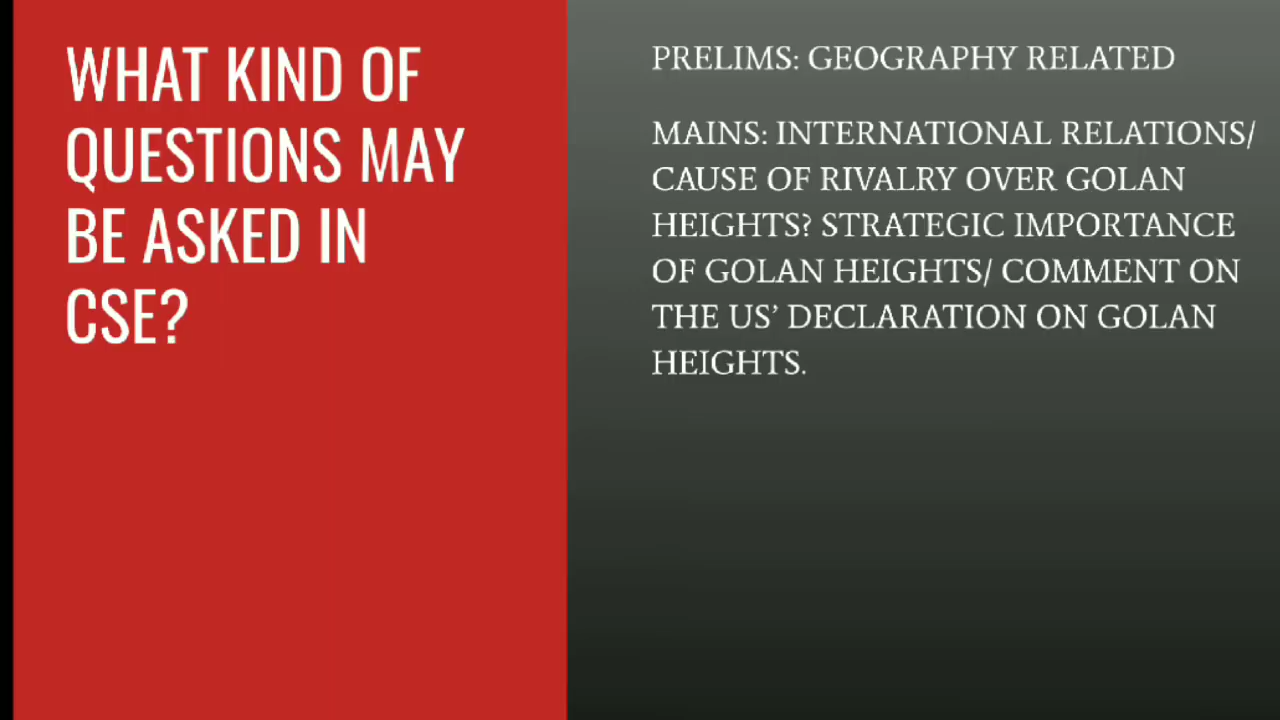 WHAT KIND OF
QUESTIONS MAY
BE ASKED IN
CSE?
PRELIMS: GEOGRAPHY RELATED
MAINS: INTERNATIONAL RELATIONS/
CAUSE OF RIVALRY OVER GOLAN
HEIGHTS? STRATEGIC IMPORTANCE
OF GOLAN HEIGHTS/ COMMENT ON
THE US’ DECLARATION ON GOLAN
HEIGHTS.